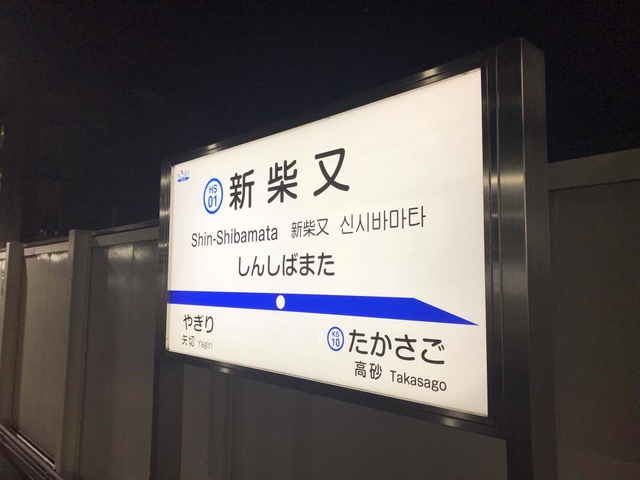 HS
01
新柴又
Shin-Shibamata 新柴又 신시바마타
しんしばまた
やぎり
矢切 Yagiri
KS
10
たかさご
高砂 Takasago